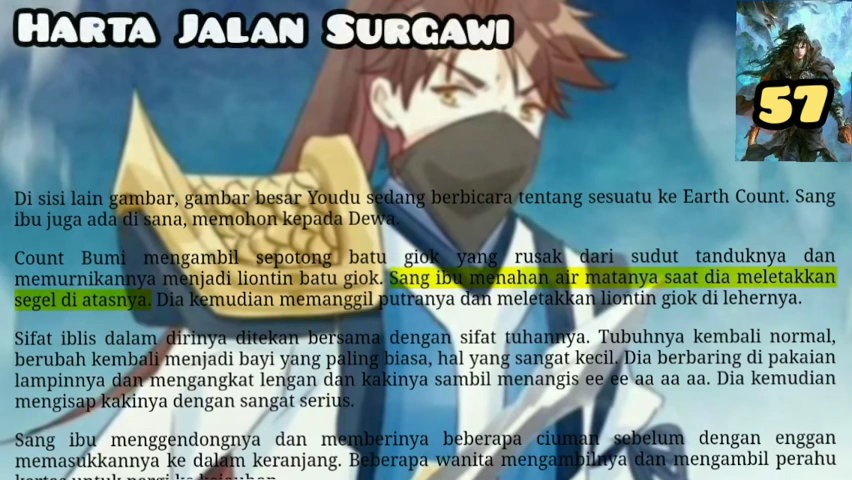 Harta Jalan Surgawi
57
Di sisi lain gambar, gambar besar Youdu sedang berbicara tentang sesuatu ke Earth Count. Sang
ibu juga ada di sana, memohon kepada Dewa.
Count Bumi mengambil sepotong batu giok yang rusak dari sudut tanduknya dan
memurnikannya menjadi liontin batu giok. Sang ibu menahan air matanya saat dia meletakkan
segel di atasnya. Dia kemudian memanggil putranya dan meletakkan liontin giok di lehernya.
Sifat iblis dalam dirinya ditekan bersama dengan sifat tuhannya. Tubuhnya kembali normal,
berubah kembali menjadi bayi yang paling biasa, hal yang sangat kecil. Dia berbaring di pakaian
lampinnya dan mengangkat lengan dan kakinya sambil menangis ee ee aa aa aa. Dia kemudian
mengisap kakinya dengan sangat serius.
Sang ibu menggendongnya dan memberinya beberapa ciuman sebelum dengan enggan
memasukkannya ke dalam keranjang. Beberapa wanita mengambilnya dan mengambil perahu